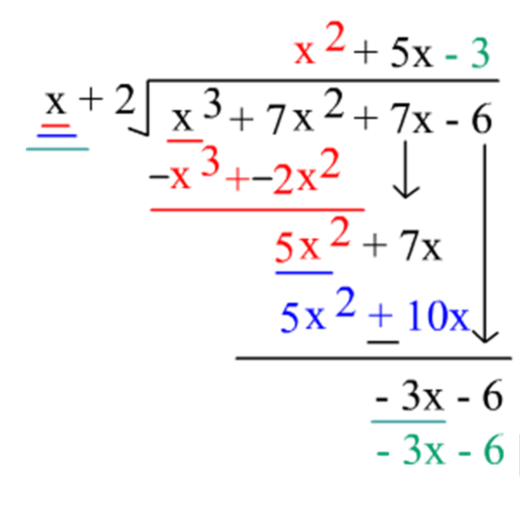 x² + 5x - 3
x + 2 x³ + 7x² + 7x - 6
−x³ +−2x²
5x² + 7x
5x² + 10x
- 3x - 6
- 3x - 6